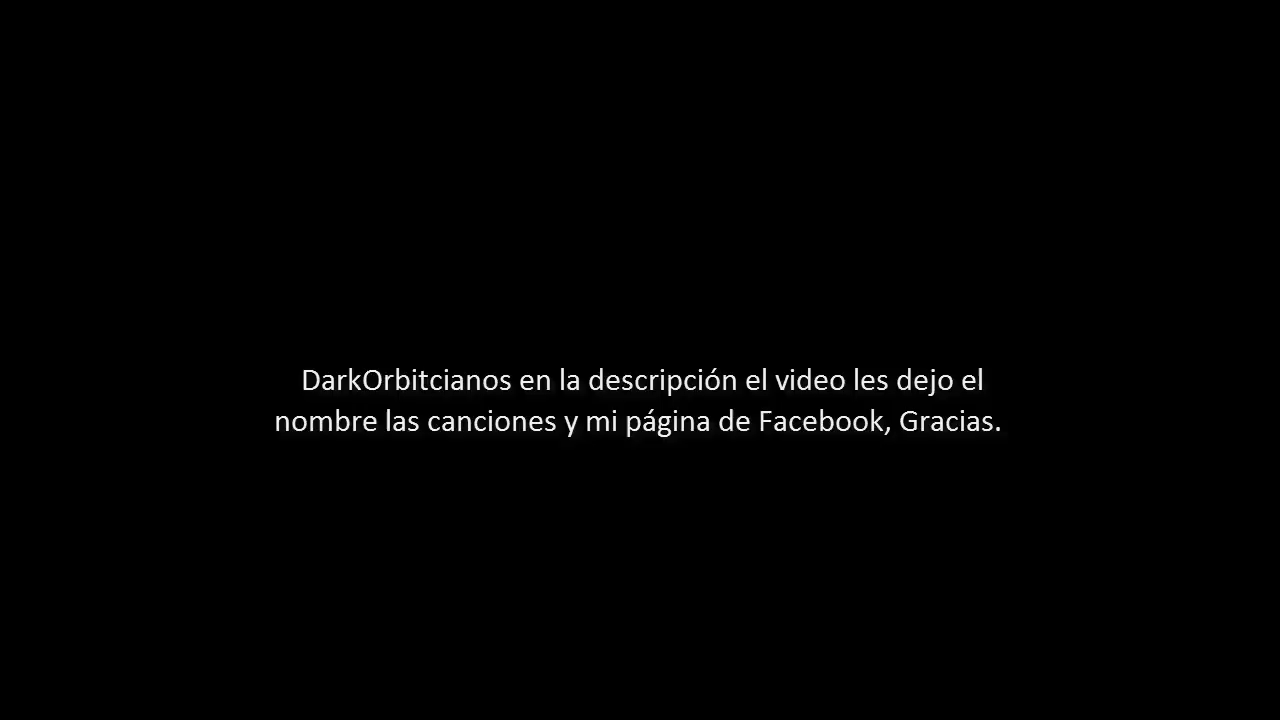 DarkOrbitcianos en la descripción el video les dejo el
nombre las canciones y mi página de Facebook, Gracias.